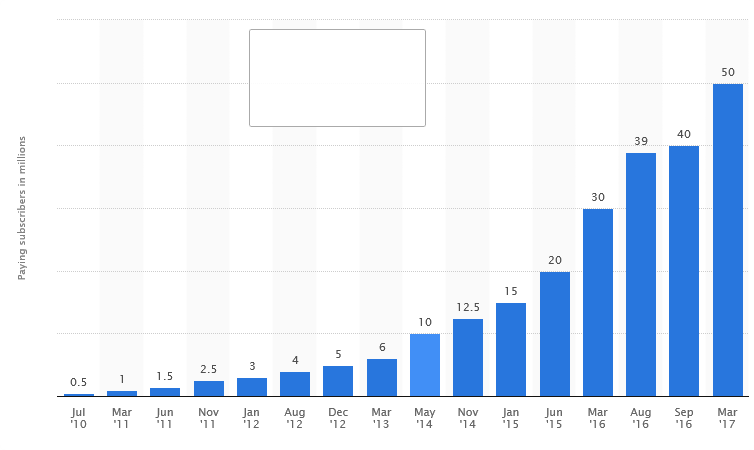 Paying subscribers in millions
0.5
1
1.5
2.5
3
4
5
6
10
12.5
15
20
30
39
40
50
Jul '10
Mar '11
Jun '11
Nov '11
Jan '12
Aug '12
Dec '12
Mar '13
May '14
Nov '14
Jan '15
Jun '15
Mar '16
Aug '16
Sep '16
Mar '17